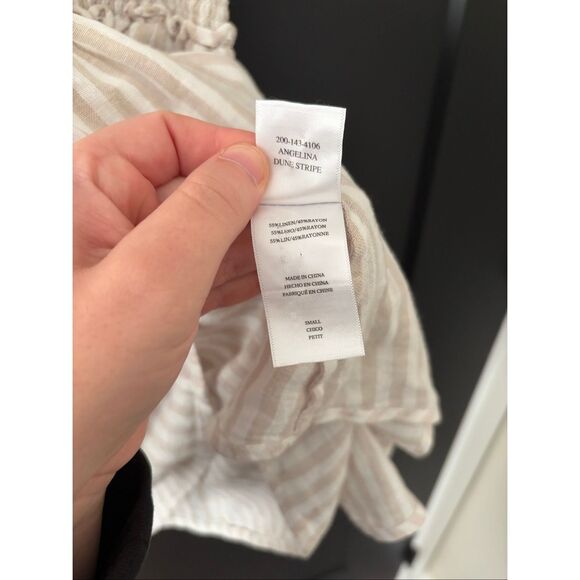 200-143-4106
ANGELINA
DUNE STRIPE
55%LINEN/45%RAYON
55%LINO/45%RAYON
55%LIN/45%RAYONNE
MADE IN CHINA
HECHO EN CHINA
FABRIQUÉ EN CHINE
SMALL
CHICO
PETIT